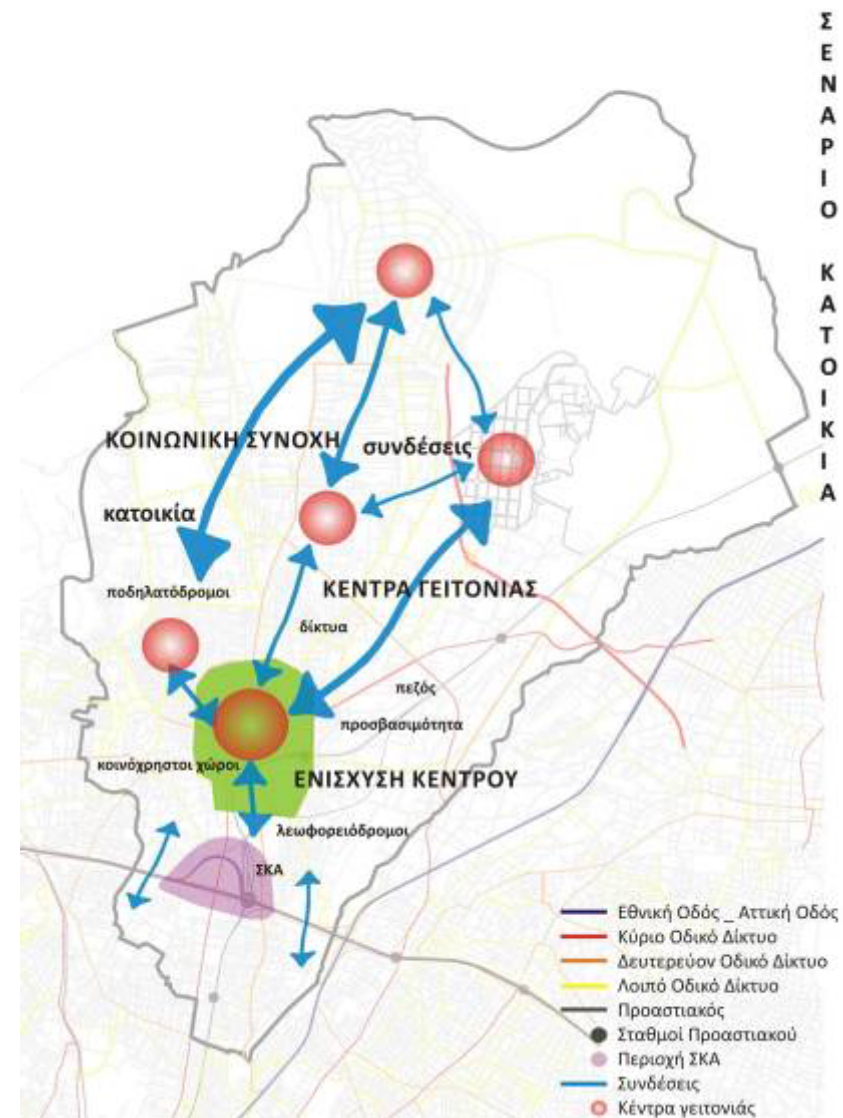 ΣΕΝΑΡΙΟ ΚΑΤΟΙΚΙΑ
ΚΟΙΝΩΝΙΚΗ ΣΥΝΟΧΗ
συνδέσεις
κατοικία
ποδηλατόδρομοι
ΚΕΝΤΡΑ ΓΕΙΤΟΝΙΑΣ
δίκτυα
πεζός
προσβασιμότητα
κοινόχρηστοι χώροι
ΕΝΙΣΧΥΣΗ ΚΕΝΤΡΟΥ
λεωφορειόδρομοι
ΣΚΑ
Εθνική Οδός _ Αττική Οδός
Κύριο Οδικό Δίκτυο
Δευτερεύον Οδικό Δίκτυο
Λοιπό Οδικό Δίκτυο
Προαστιακός
Σταθμοί Προαστιακού
Περιοχή ΣΚΑ
Συνδέσεις
Κέντρα γειτονιάς